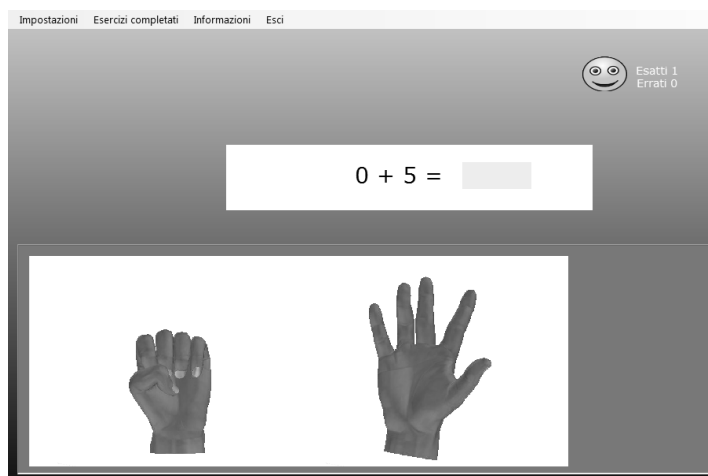 Impostazioni Esercizi completati Informazioni Esci
Esatti 1
Errati 0
0 + 5 =